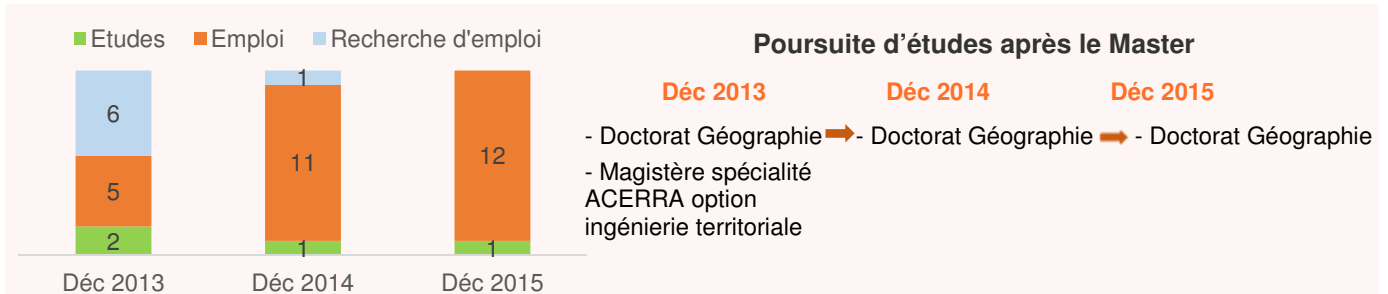 Etudes Emploi Recherche d'emploi
6
5
2
1
11
1
12
1
Déc 2013 Déc 2014 Déc 2015
Poursuite d'études après le Master
Déc 2013 Déc 2014 Déc 2015
- Doctorat Géographie - Doctorat Géographie - Doctorat Géographie
- Magistère spécialité
ACERRA option
ingénierie territoriale